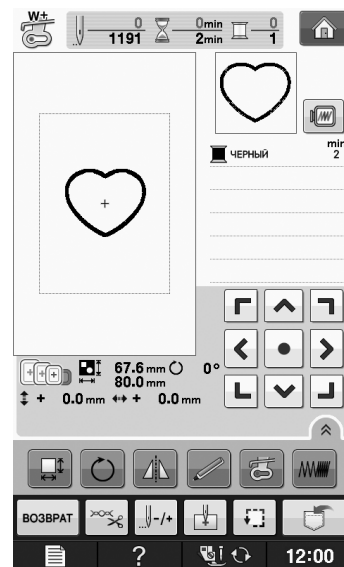 W+
0 0min 0
1191 2min 1
min
ЧЕРНЫЙ 2
67.6 mm 0°
80.0 mm
+ 0.0 mm + 0.0 mm
ВОЗВРАТ -/+
? 12:00